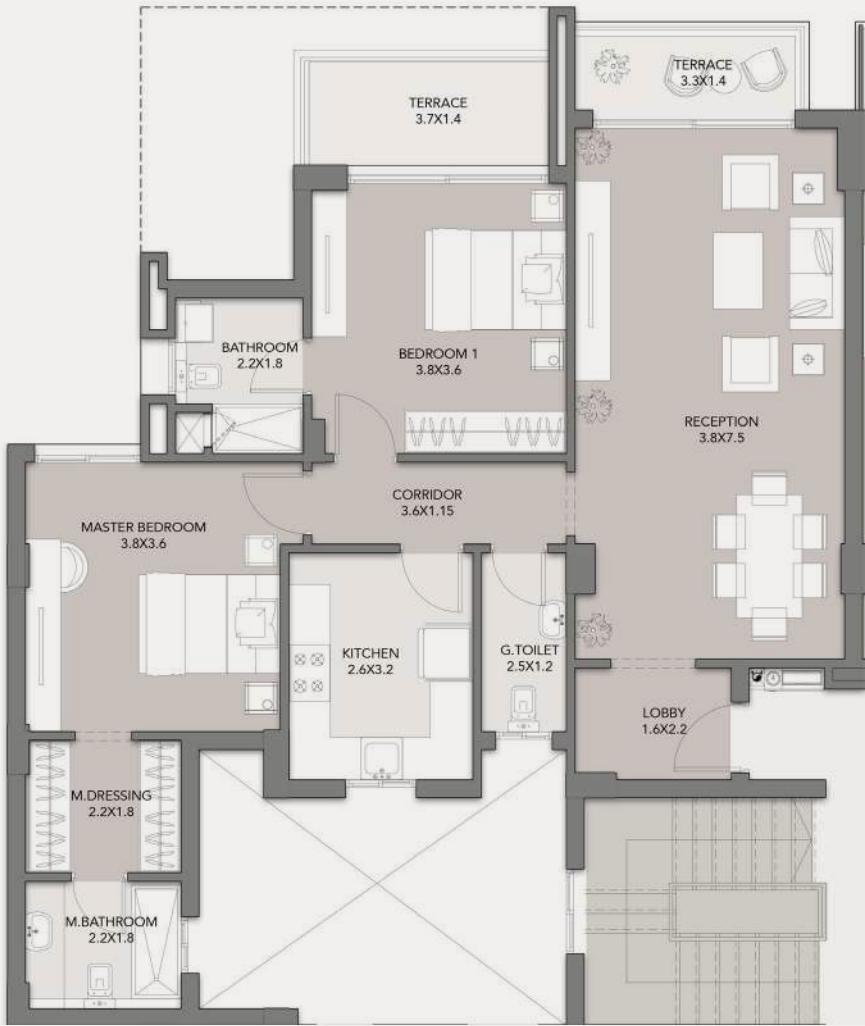 TERRACE
3.3X1.4
TERRACE
3.7X1.4
BATHROOM
2.2X1.8
BEDROOM 1
3.8X3.6
RECEPTION
3.8X7.5
CORRIDOR
3.6X1.15
MASTER BEDROOM
3.8X3.6
KITCHEN
2.6X3.2
G.TOILET
2.5X1.2
LOBBY
1.6X2.2
M.DRESSING
2.2X1.8
M.BATHROOM
2.2X1.8